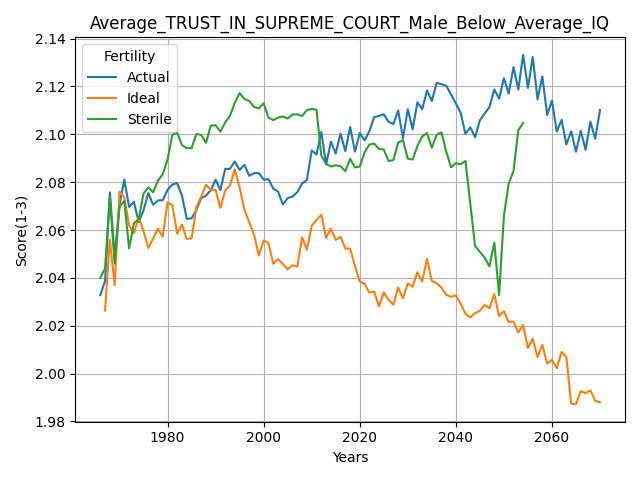 Average_TRUST_IN_SUPREME_COURT_Male_Below_Average_IQ
Fertility
Actual
Ideal
Sterile
Score(1-3)
2.14
2.12
2.10
2.08
2.06
2.04
2.02
2.00
1.98
1980
2000
2020
2040
2060
Years